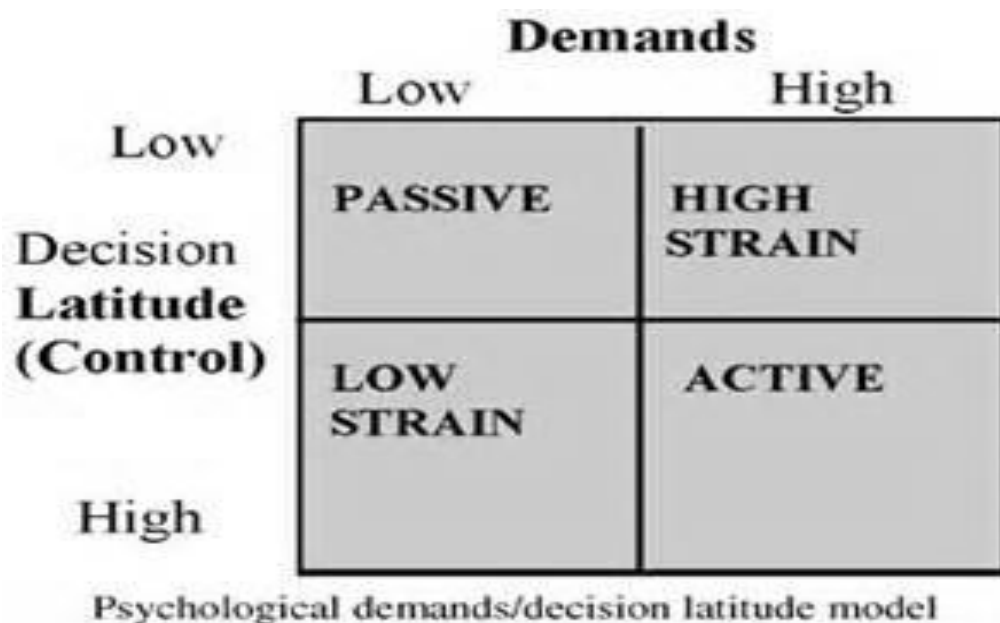 Demands
Low High
Low
PASSIVE HIGH
STRAIN
Decision
Latitude
(Control)
LOW
STRAIN
ACTIVE
High
Psychological demands/decision latitude model